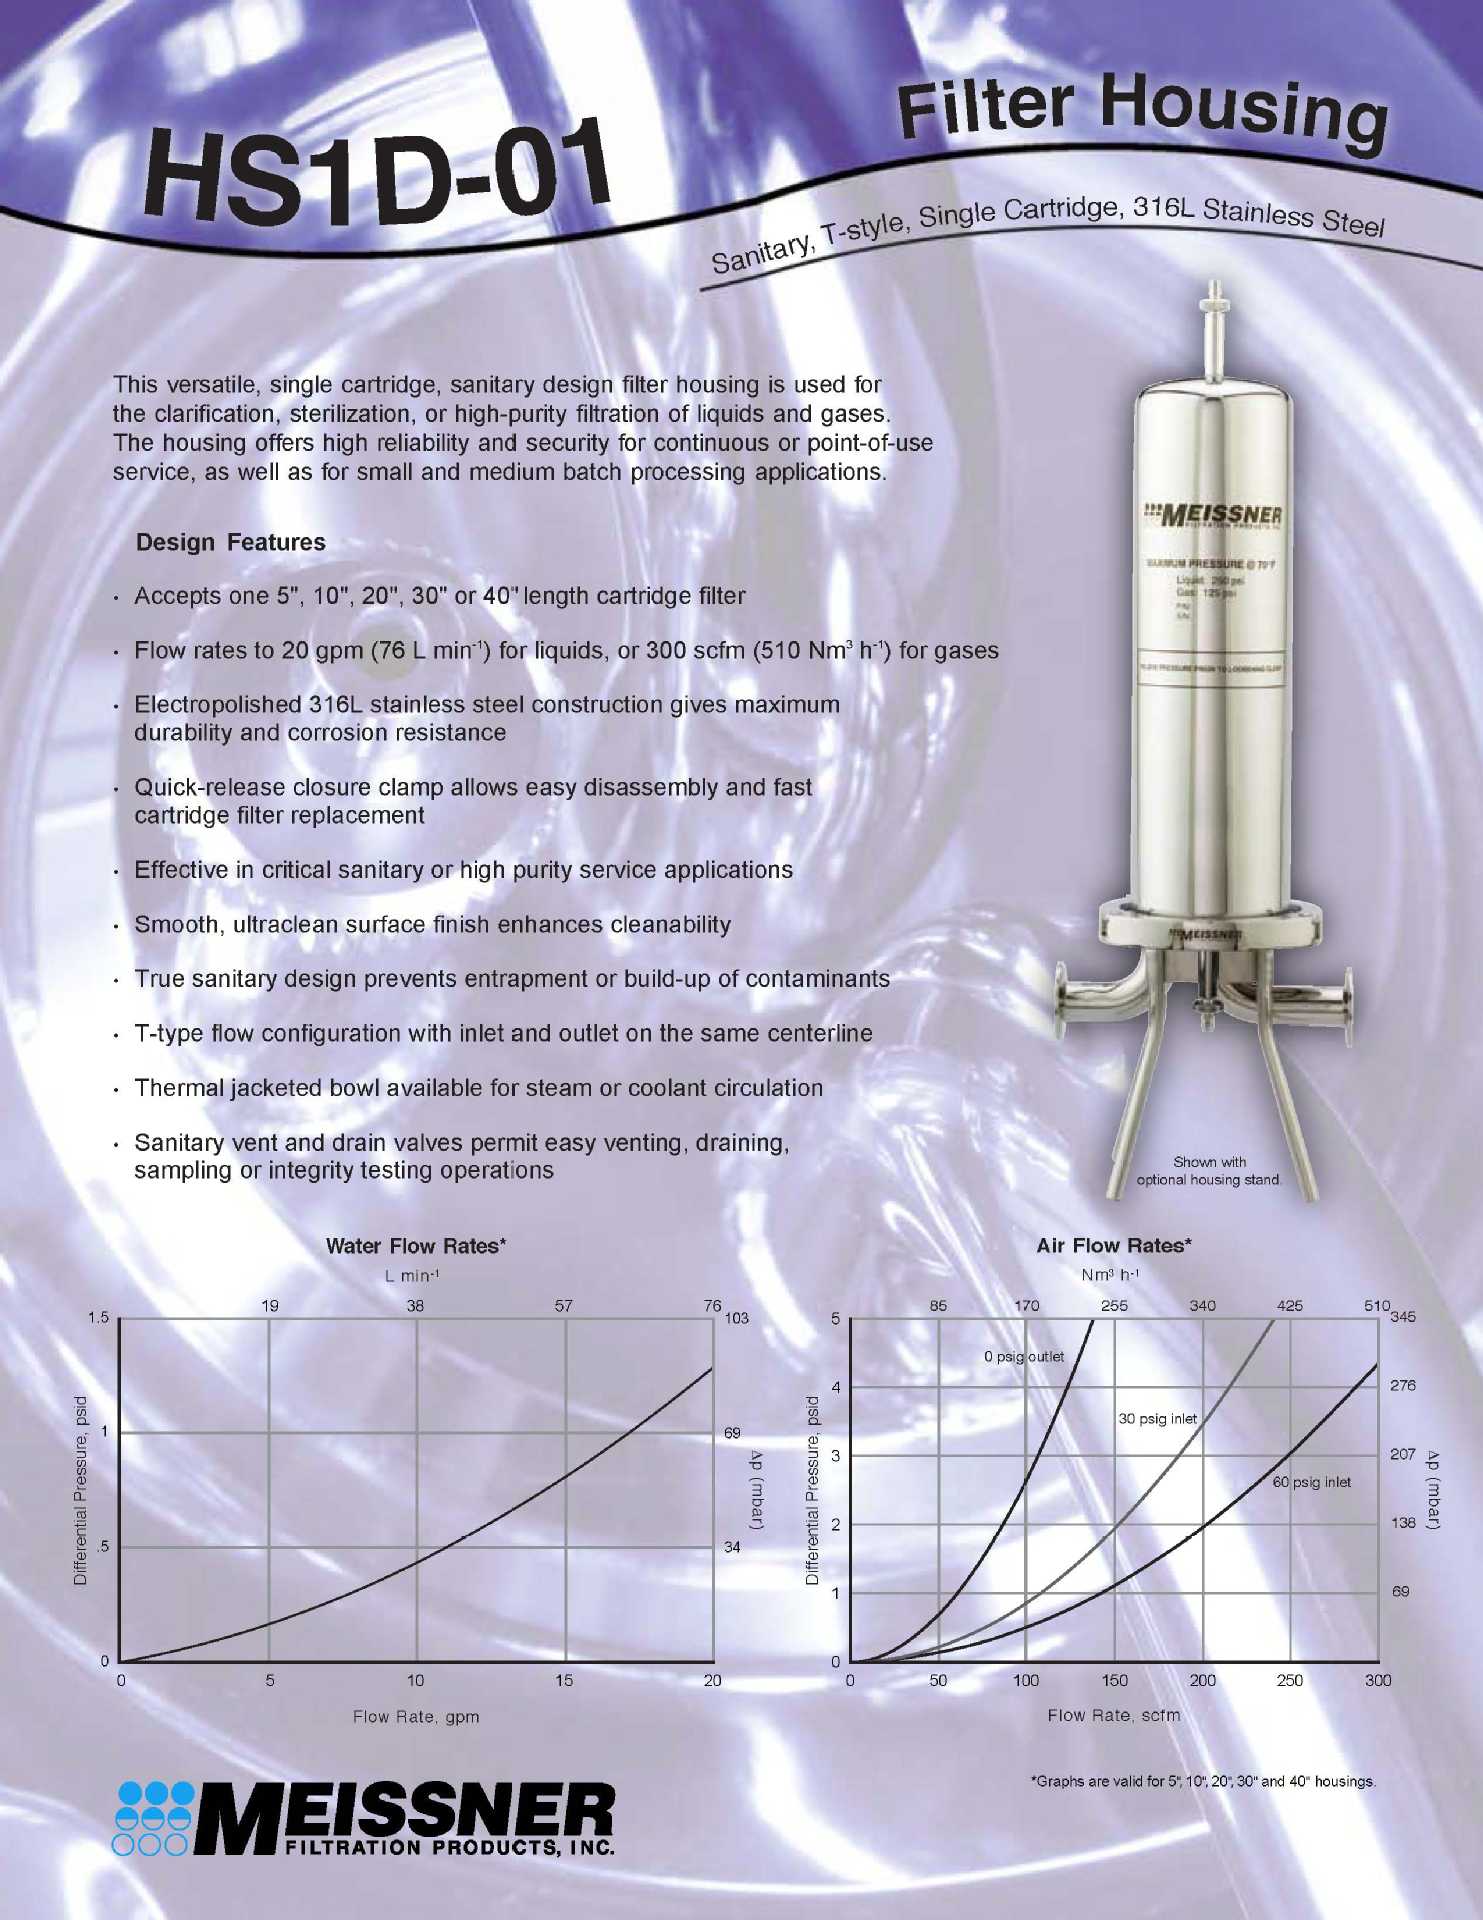 HS1D-01
Filter Housing
Sanitary, T-style, Single Cartridge, 316L Stainless Steel
This versatile, single cartridge, sanitary design filter housing is used for
the clarification, sterilization, or high-purity filtration of liquids and gases.
The housing offers high reliability and security for continuous or point-of-use
service, as well as for small and medium batch processing applications.
Design Features
· Accepts one 5", 10", 20", 30" or 40" length cartridge filter
· Flow rates to 20 gpm (76 L min⁻¹) for liquids, or 300 scfm (510 Nm³ h⁻¹) for gases
· Electropolished 316L stainless steel construction gives maximum
durability and corrosion resistance
· Quick-release closure clamp allows easy disassembly and fast
cartridge filter replacement
· Effective in critical sanitary or high purity service applications
· Smooth, ultraclean surface finish enhances cleanability
· True sanitary design prevents entrapment or build-up of contaminants
· T-type flow configuration with inlet and outlet on the same centerline
· Thermal jacketed bowl available for steam or coolant circulation
· Sanitary vent and drain valves permit easy venting, draining,
sampling or integrity testing operations
MEISSNER
FILTRATION PRODUCTS, INC.
MAXIMUM PRESSURE @ 70°F
Liquid: 250 psi
Gas: 125 psi
MEISSNER
Shown with
optional housing stand.
Water Flow Rates*
L min⁻¹
19 38 57 76
1.5 103
1 69
.5 34
0
0 5 10 15 20
Differential Pressure, psid
Δp (mbar)
Flow Rate, gpm
Air Flow Rates*
Nm³ h⁻¹
85 170 255 340 425 510
5 345
0 psig outlet
4 276
30 psig inlet
3 207
60 psig inlet
2 138
1 69
0
0 50 100 150 200 250 300
Differential Pressure, psid
Δp (mbar)
Flow Rate, scfm
*Graphs are valid for 5", 10", 20", 30" and 40" housings.
MEISSNER
FILTRATION PRODUCTS, INC.